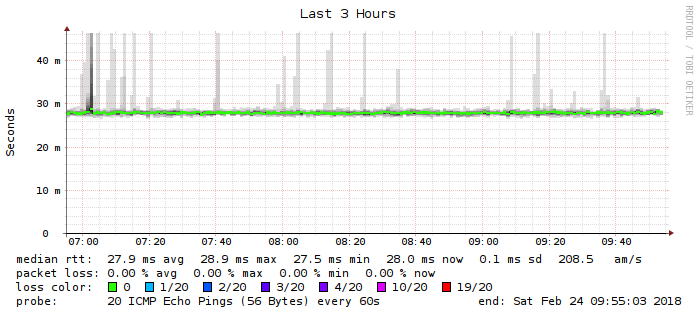 Last 3 Hours
RRDTOOL / TOBI OETIKER
Seconds
40 m
30 m
20 m
10 m
0
07:00 07:20 07:40 08:00 08:20 08:40 09:00 09:20 09:40
median rtt: 27.9 ms avg 28.9 ms max 27.5 ms min 28.0 ms now 0.1 ms sd 208.5 am/s
packet loss: 0.00 % avg 0.00 % max 0.00 % min 0.00 % now
loss color: 0 1/20 2/20 3/20 4/20 10/20 19/20
probe: 20 ICMP Echo Pings (56 Bytes) every 60s end: Sat Feb 24 09:55:03 2018